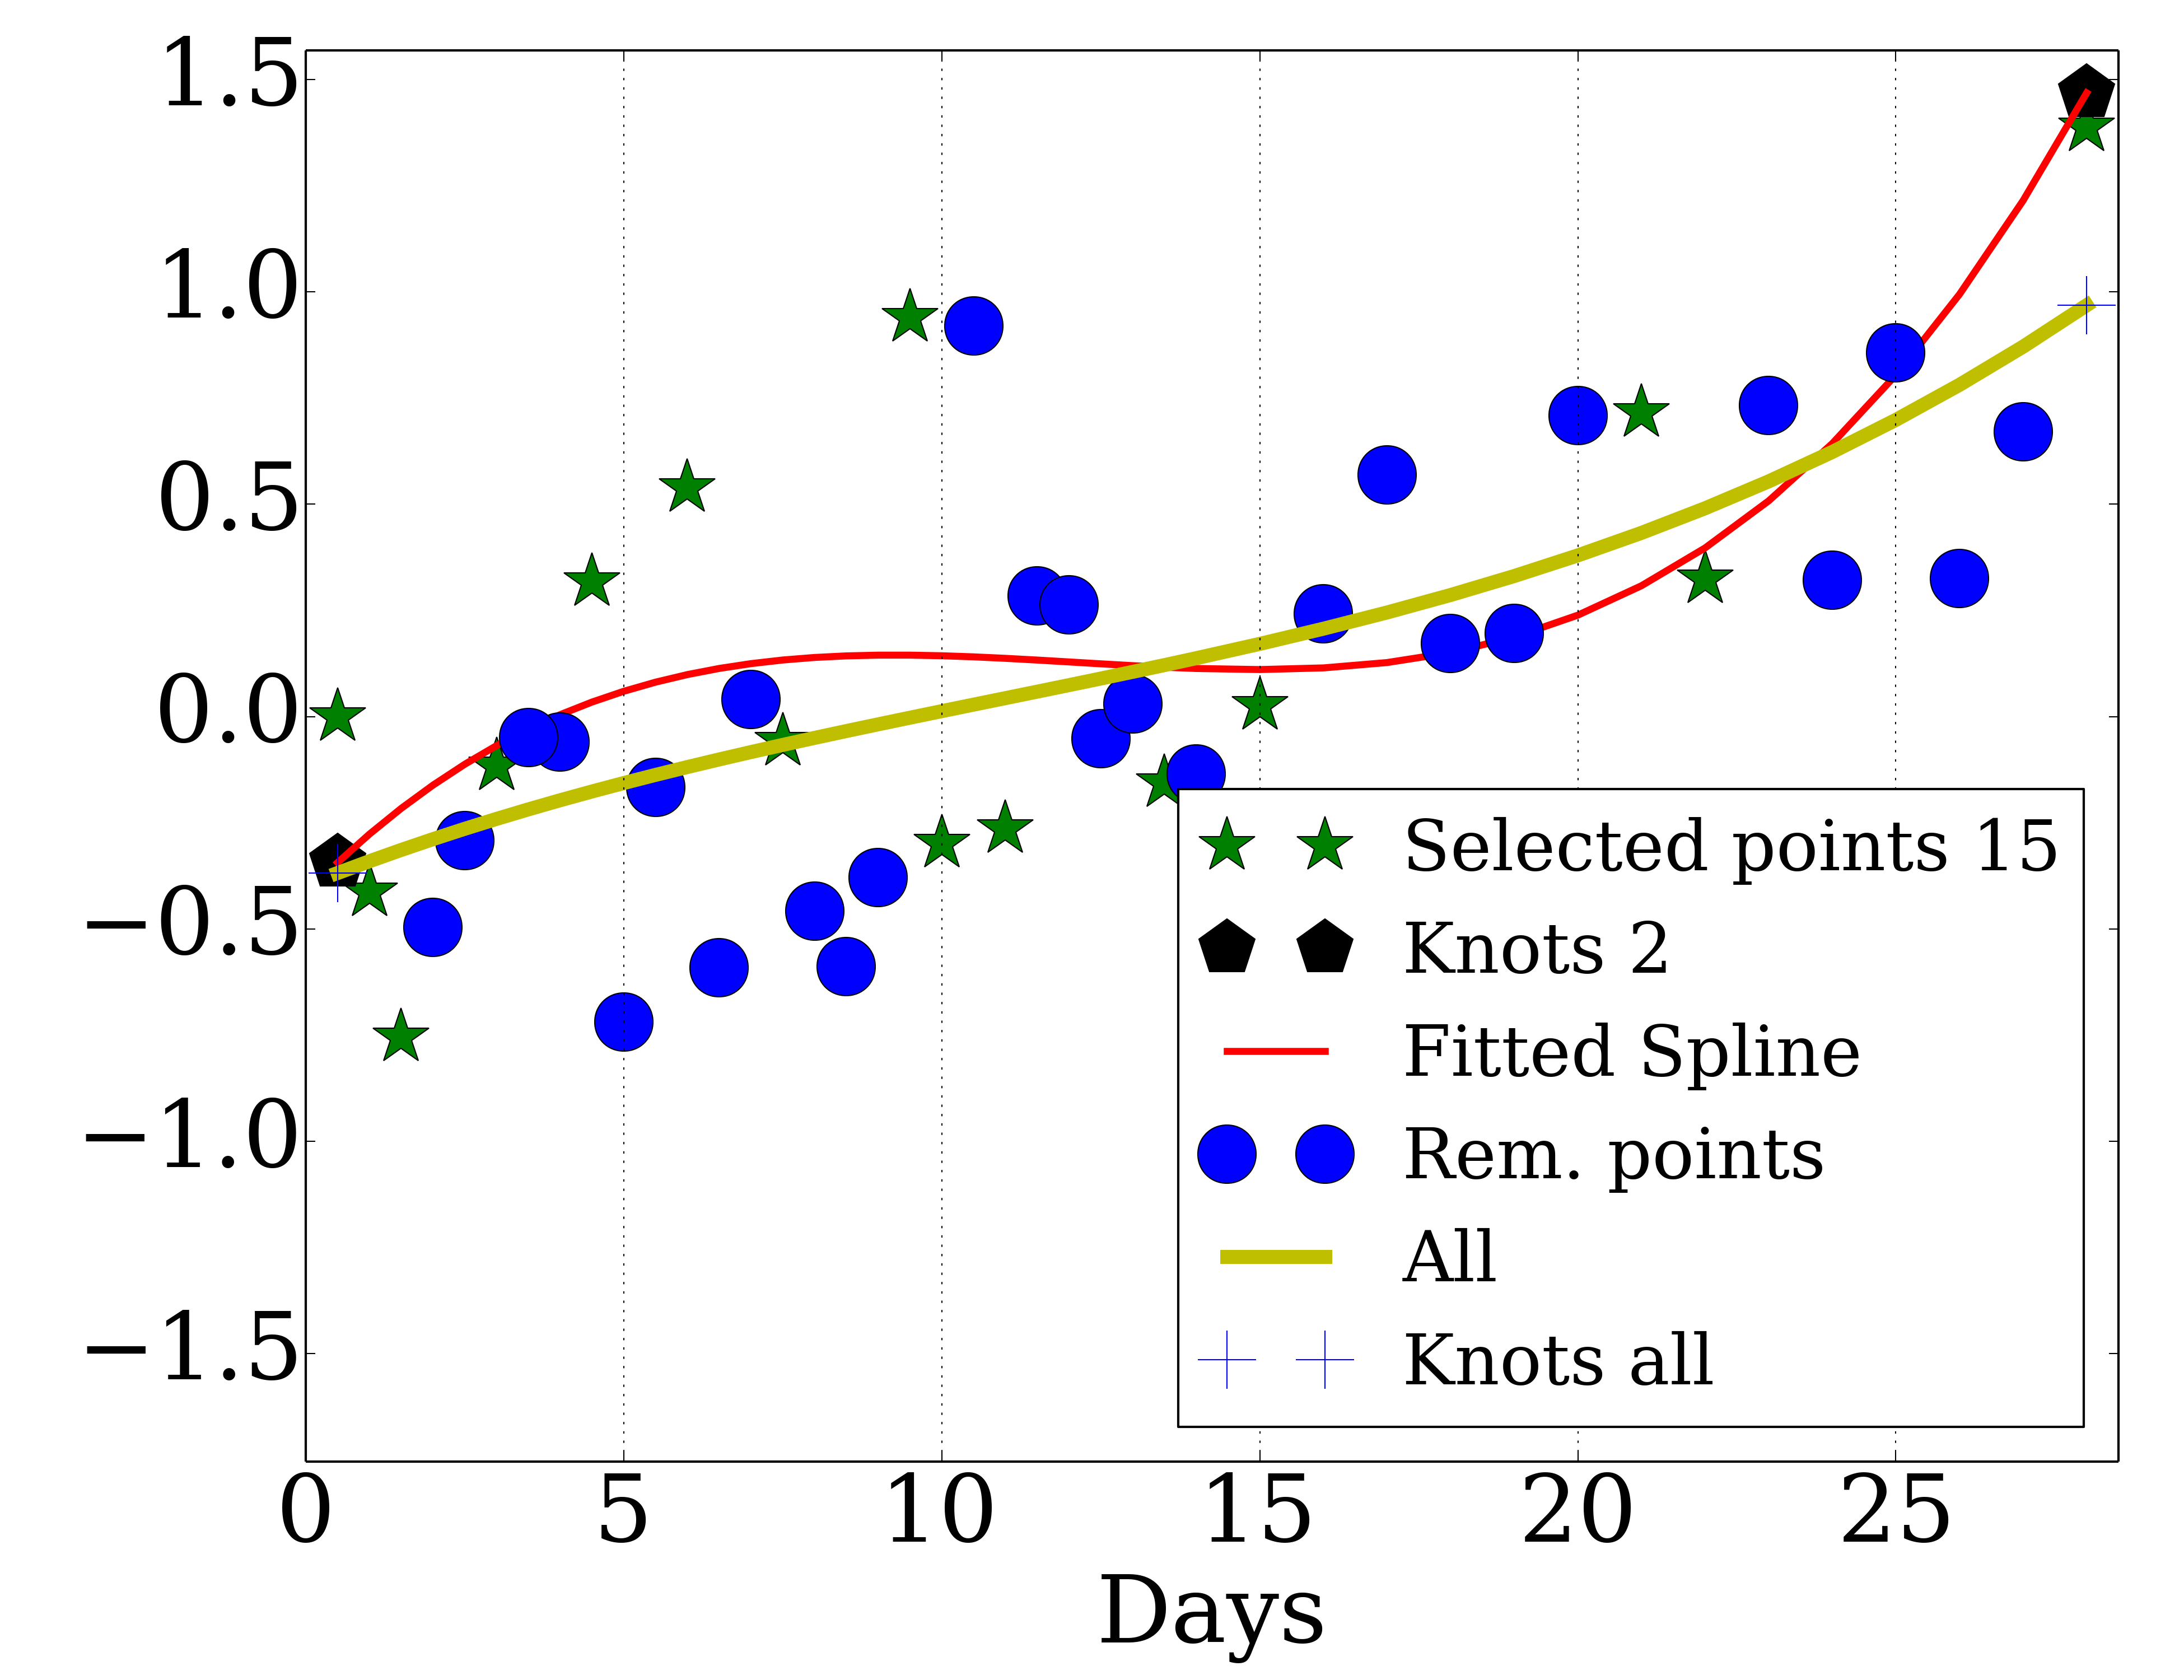 1.5
1.0
0.5
0.0
−0.5
−1.0
−1.5
Selected points 15
Knots 2
Fitted Spline
Rem. points
All
Knots all
0 5 10 15 20 25
Days